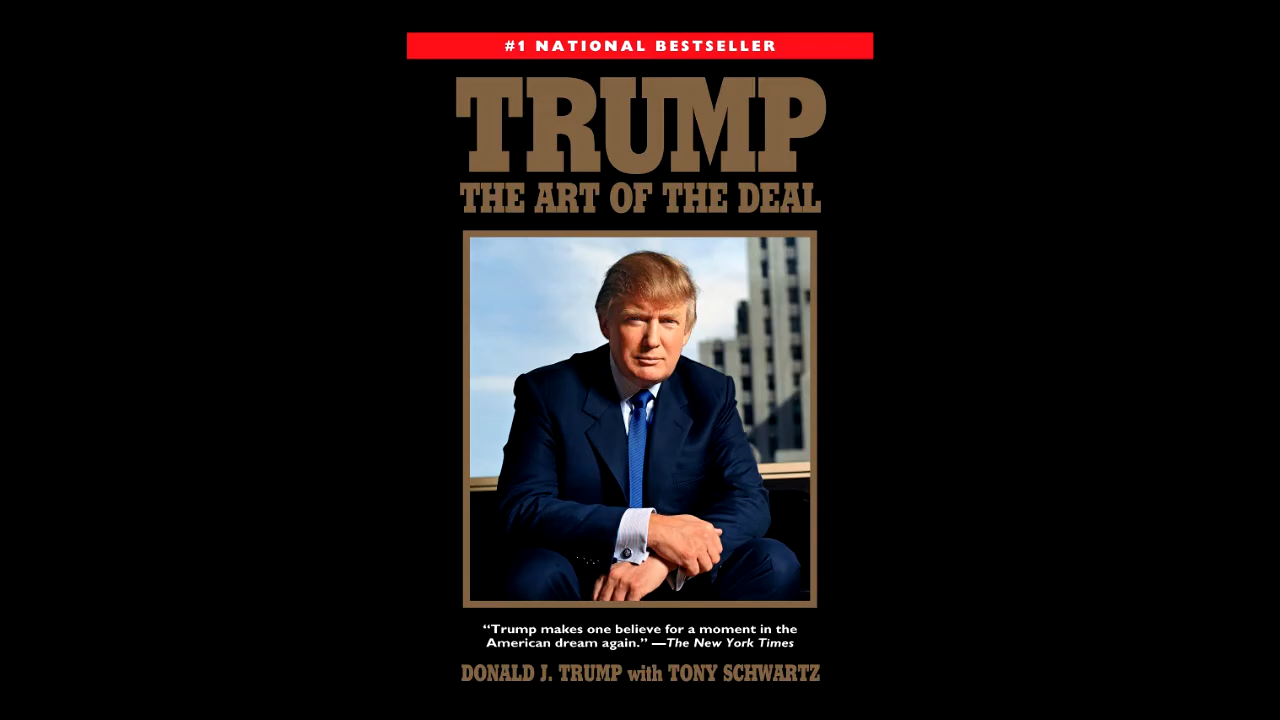 #1 NATIONAL BESTSELLER
TRUMP
THE ART OF THE DEAL
“Trump makes one believe for a moment in the
American dream again.” —The New York Times
DONALD J. TRUMP with TONY SCHWARTZ